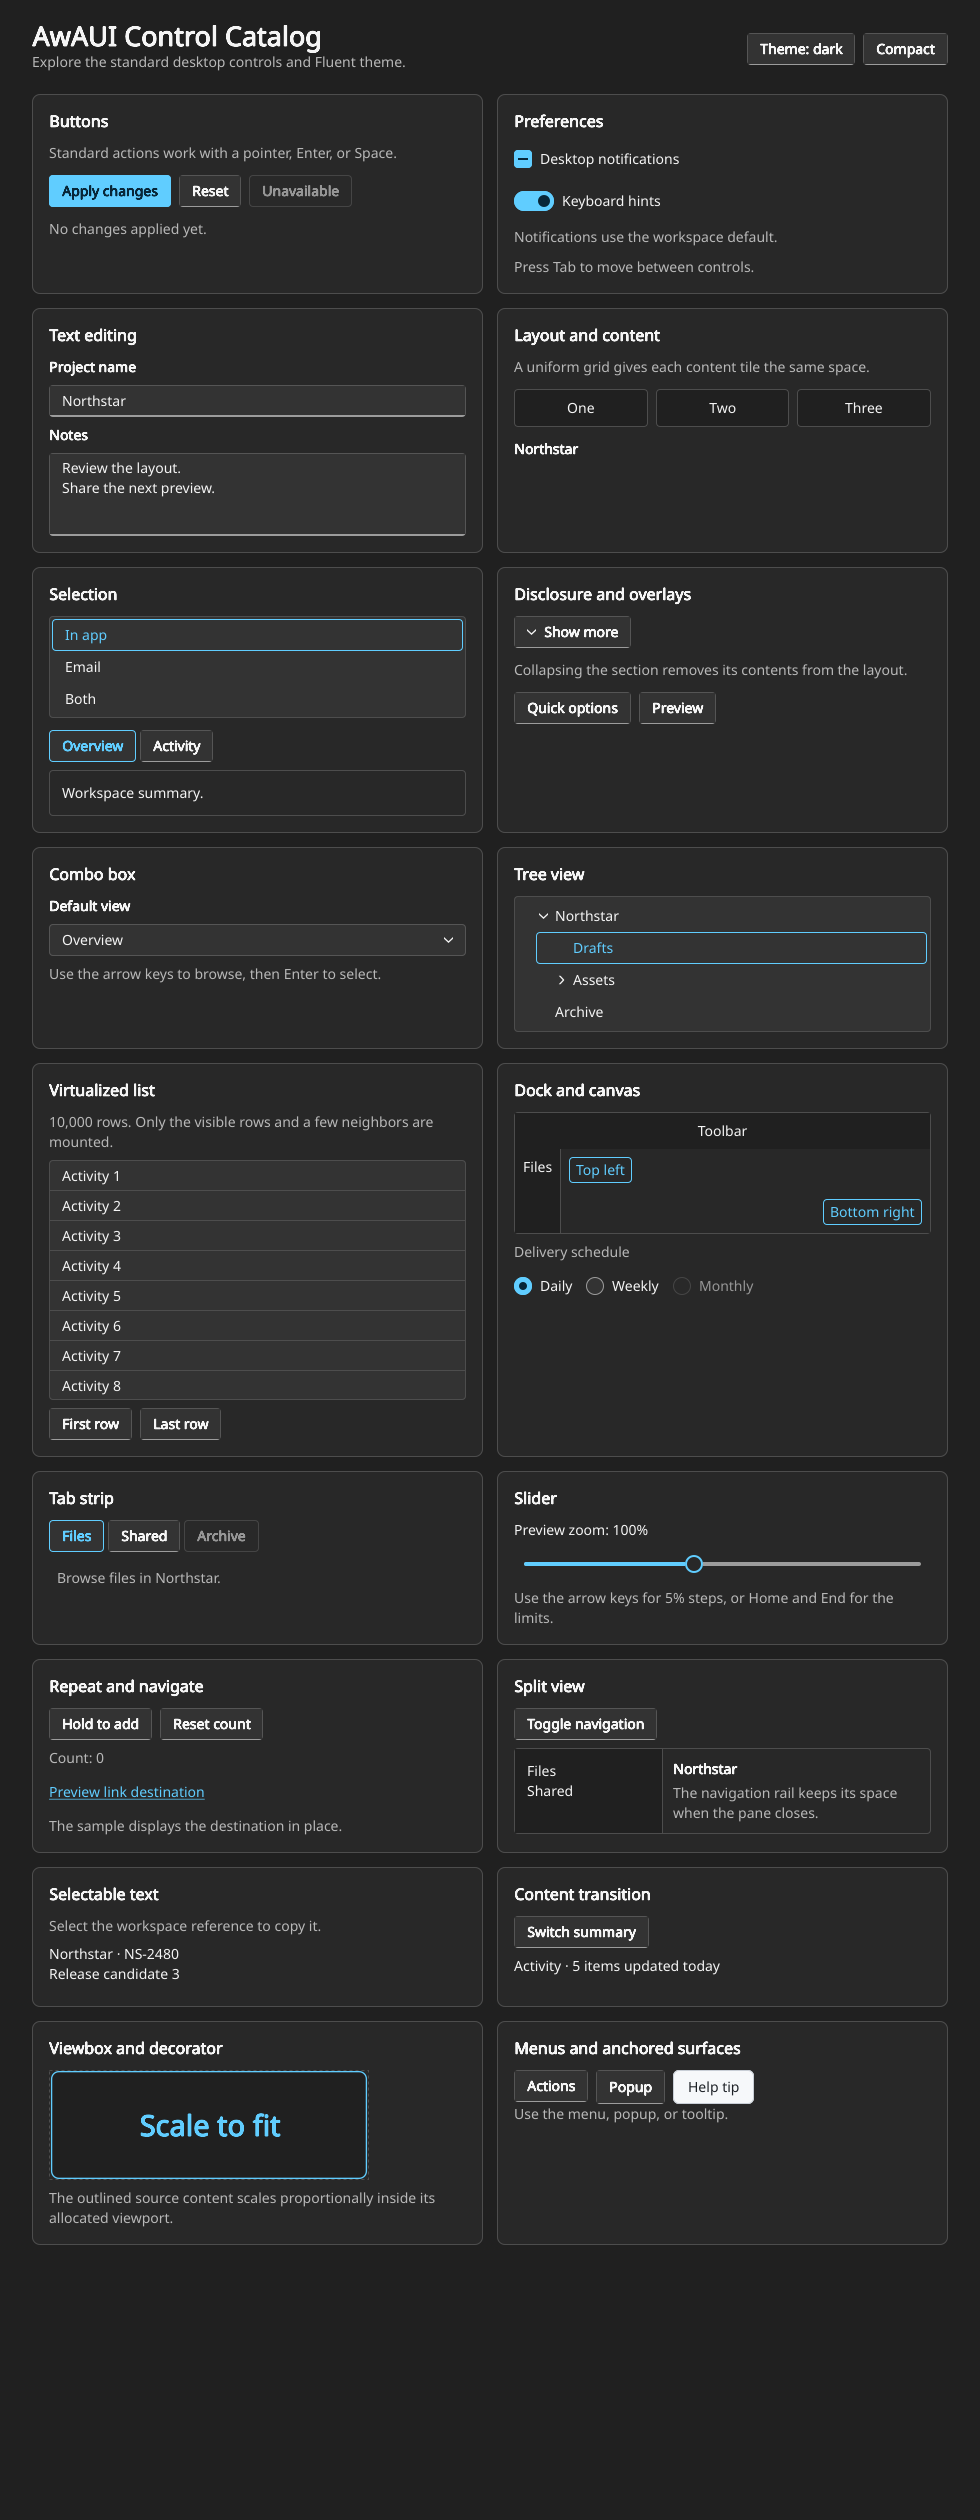 AwAUI Control Catalog
Explore the standard desktop controls and Fluent theme.
Theme: dark
Compact
Buttons
Standard actions work with a pointer, Enter, or Space.
Apply changes
Reset
Unavailable
No changes applied yet.
Preferences
Desktop notifications
Keyboard hints
Notifications use the workspace default.
Press Tab to move between controls.
Text editing
Project name
Northstar
Notes
Review the layout.
Share the next preview.
Layout and content
A uniform grid gives each content tile the same space.
One
Two
Three
Northstar
Selection
In app
Email
Both
Overview
Activity
Workspace summary.
Disclosure and overlays
Show more
Collapsing the section removes its contents from the layout.
Quick options
Preview
Combo box
Default view
Overview
Use the arrow keys to browse, then Enter to select.
Tree view
Northstar
Drafts
Assets
Archive
Virtualized list
10,000 rows. Only the visible rows and a few neighbors are
mounted.
Activity 1
Activity 2
Activity 3
Activity 4
Activity 5
Activity 6
Activity 7
Activity 8
First row
Last row
Dock and canvas
Toolbar
Files
Top left
Bottom right
Delivery schedule
Daily
Weekly
Monthly
Tab strip
Files
Shared
Archive
Browse files in Northstar.
Slider
Preview zoom: 100%
Use the arrow keys for 5% steps, or Home and End for the
limits.
Repeat and navigate
Hold to add
Reset count
Count: 0
Preview link destination
The sample displays the destination in place.
Split view
Toggle navigation
Files
Shared
Northstar
The navigation rail keeps its space
when the pane closes.
Selectable text
Select the workspace reference to copy it.
Northstar · NS-2480
Release candidate 3
Content transition
Switch summary
Activity · 5 items updated today
Viewbox and decorator
Scale to fit
The outlined source content scales proportionally inside its
allocated viewport.
Menus and anchored surfaces
Actions
Popup
Help tip
Use the menu, popup, or tooltip.